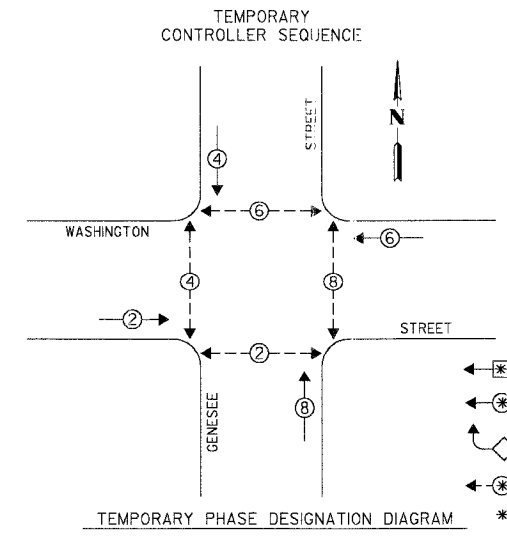 TEMPORARY
CONTROLLER SEQUENCE
STREET
N
4
6
WASHINGTON
6
4
8
2
STREET
2
8
GENESEE
*
*
*
*
TEMPORARY PHASE DESIGNATION DIAGRAM